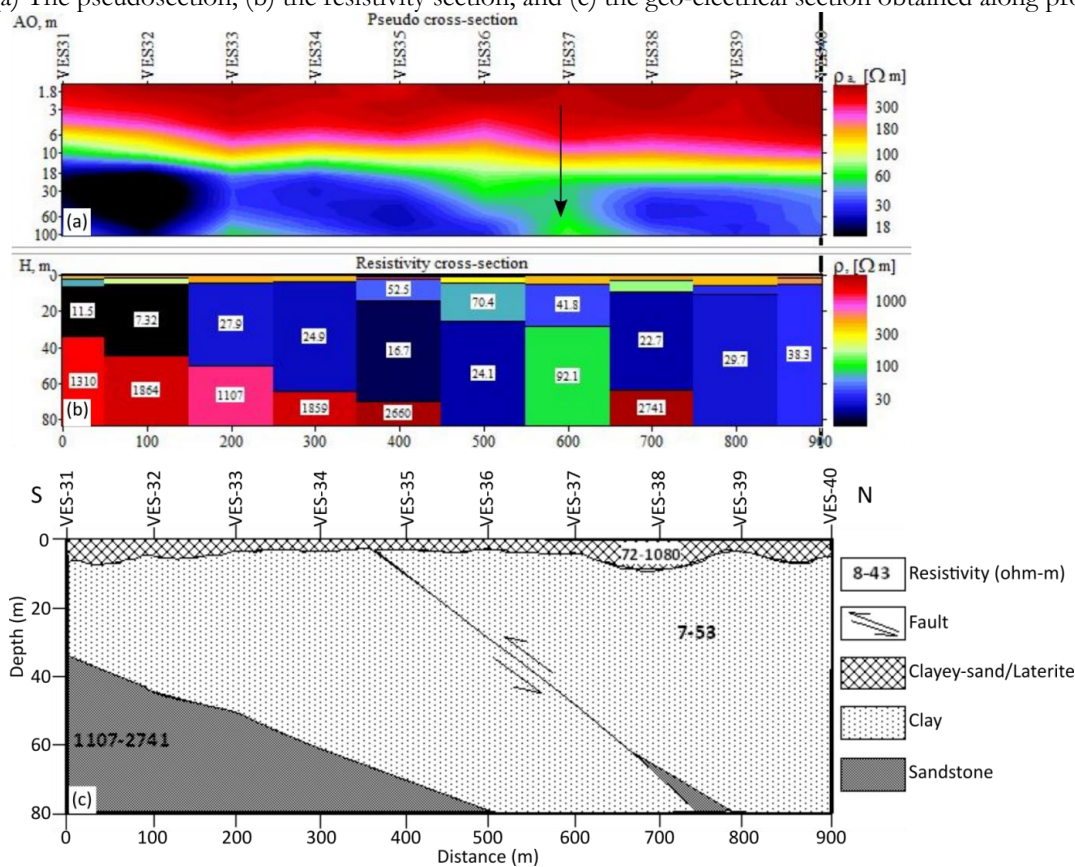 (a) The pseudosection, (b) the resistivity section, and (c) the geo-electrical section obtained along pro
AO, m
Pseudo cross-section
VES31 VES32 VES33 VES34 VES35 VES36 VES37 VES38 VES39
ρ a, [Ω m]
1.8
3
6
10
18
30
60
100
(a)
300
180
100
60
30
18
H, m
Resistivity cross-section
ρ, [Ω m]
0
20
40
60
80
11.5 7.32 27.9 24.9 52.5 16.7 70.4 24.1 41.8 92.1 22.7 29.7 38.3
1310 1864 1107 1859 2660 2741
(b)
1000
300
100
30
0 100 200 300 400 500 600 700 800 900
S
VES-31 VES-32 VES-33 VES-34 VES-35 VES-36 VES-37 VES-38 VES-39 VES-40
N
Depth (m)
0
20
40
60
80
72-1080
7-53
1107-2741
(c)
0 100 200 300 400 500 600 700 800 900
Distance (m)
8-43 Resistivity (ohm-m)
Fault
Clayey-sand/Laterite
Clay
Sandstone